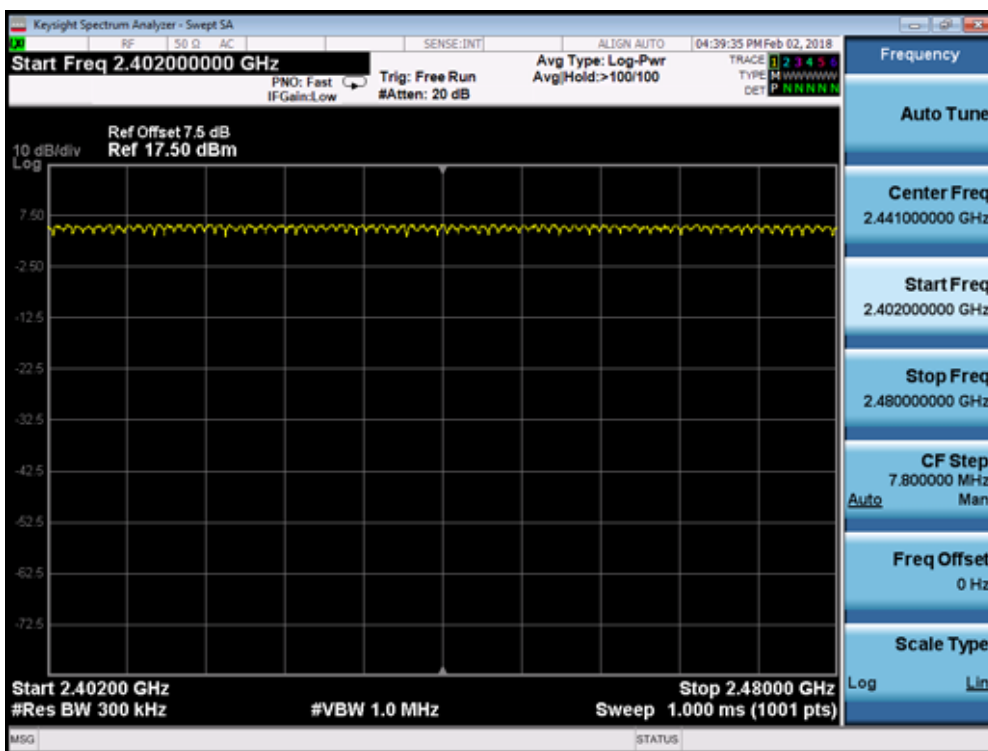 Keysight Spectrum Analyzer - Swept SA
RF 50 Ω AC SENSE:INT ALIGN AUTO 04:39:35 PM Feb 02, 2018
Start Freq 2.402000000 GHz
PNO: Fast
IFGain:Low
Trig: Free Run
#Atten: 20 dB
Avg Type: Log-Pwr
Avg|Hold:>100/100
TRACE 1 2 3 4 5 6
TYPE M WWWWW
DET P N N N N N
Ref Offset 7.5 dB
10 dB/div Ref 17.50 dBm
Log
7.50
-2.50
-12.5
-22.5
-32.5
-42.5
-52.5
-62.5
-72.5
Start 2.40200 GHz Stop 2.48000 GHz
#Res BW 300 kHz #VBW 1.0 MHz Sweep 1.000 ms (1001 pts)
MSG STATUS
Frequency
Auto Tune
Center Freq
2.441000000 GHz
Start Freq
2.402000000 GHz
Stop Freq
2.480000000 GHz
CF Step
7.800000 MHz
Auto Man
Freq Offset
0 Hz
Scale Type
Log Lin